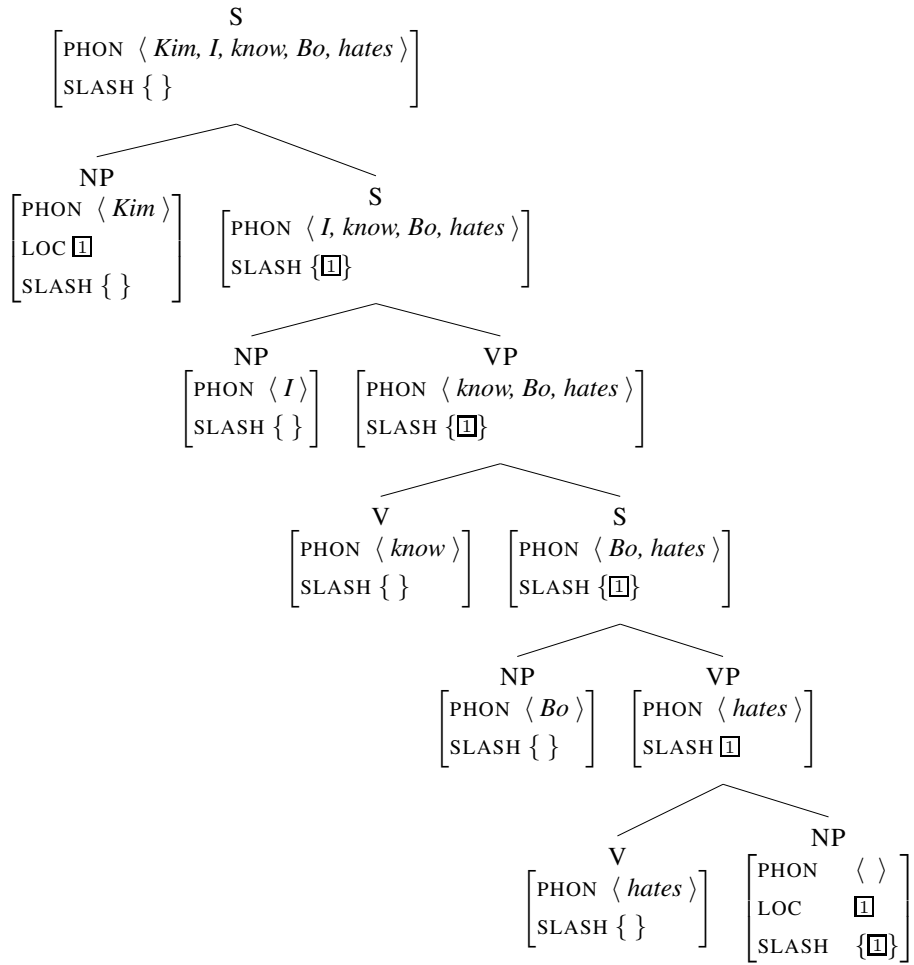 S
PHON ⟨ Kim, I, know, Bo, hates ⟩
SLASH { }
NP
PHON ⟨ Kim ⟩
LOC 1
SLASH { }
S
PHON ⟨ I, know, Bo, hates ⟩
SLASH {1}
NP
PHON ⟨ I ⟩
SLASH { }
VP
PHON ⟨ know, Bo, hates ⟩
SLASH {1}
V
PHON ⟨ know ⟩
SLASH { }
S
PHON ⟨ Bo, hates ⟩
SLASH {1}
NP
PHON ⟨ Bo ⟩
SLASH { }
VP
PHON ⟨ hates ⟩
SLASH 1
V
PHON ⟨ hates ⟩
SLASH { }
NP
PHON ⟨ ⟩
LOC 1
SLASH {1}